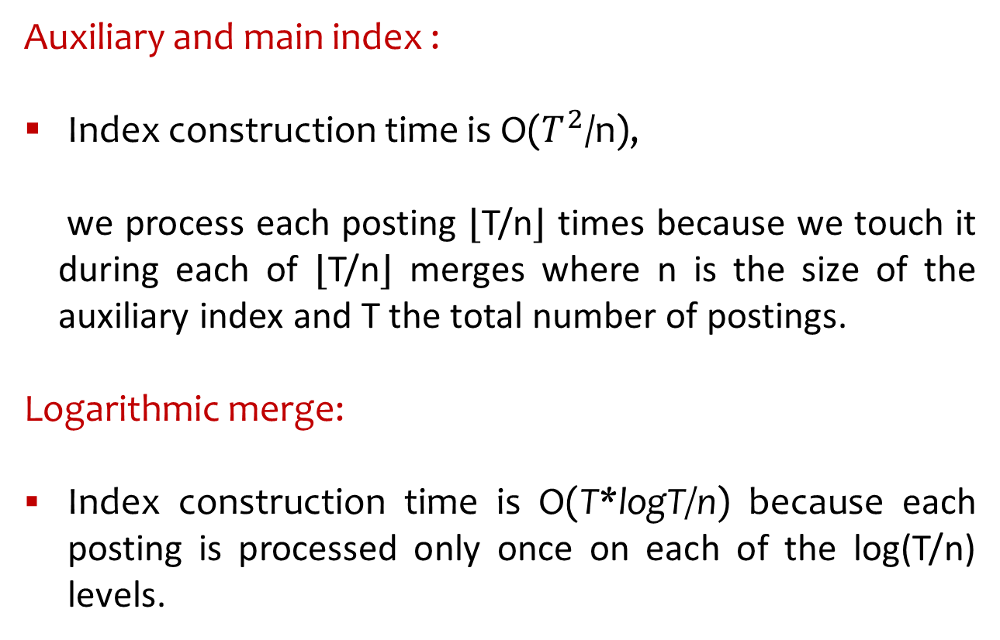 Auxiliary and main index :
▪ Index construction time is O(𝑇²/n),
we process each posting ⌊T/n⌋ times because we touch it
during each of ⌊T/n⌋ merges where n is the size of the
auxiliary index and T the total number of postings.
Logarithmic merge:
▪ Index construction time is O(T*logT/n) because each
posting is processed only once on each of the log(T/n)
levels.